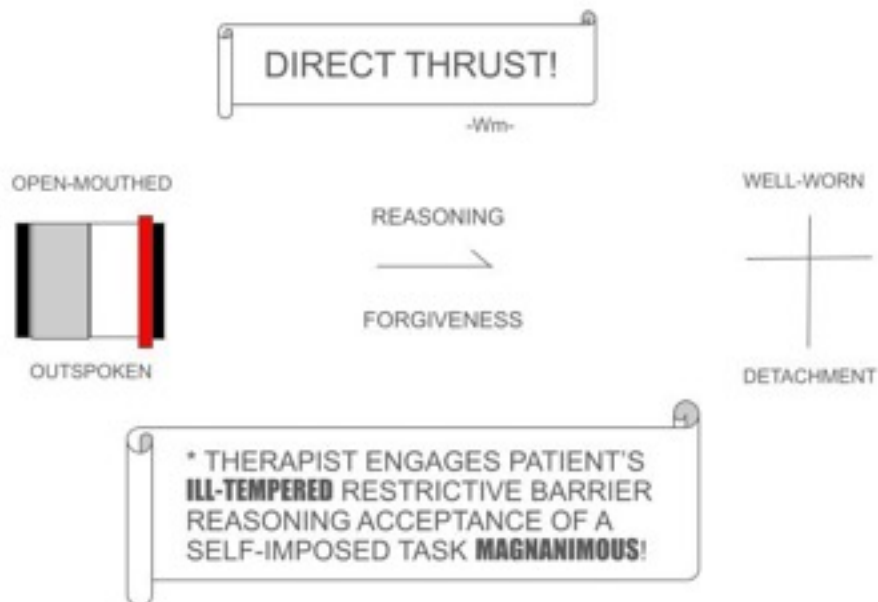 DIRECT THRUST!
-Wm-
OPEN-MOUTHED
OUTSPOKEN
REASONING
FORGIVENESS
WELL-WORN
DETACHMENT
* THERAPIST ENGAGES PATIENT'S
ILL-TEMPERED RESTRICTIVE BARRIER
REASONING ACCEPTANCE OF A
SELF-IMPOSED TASK MAGNANIMOUS!